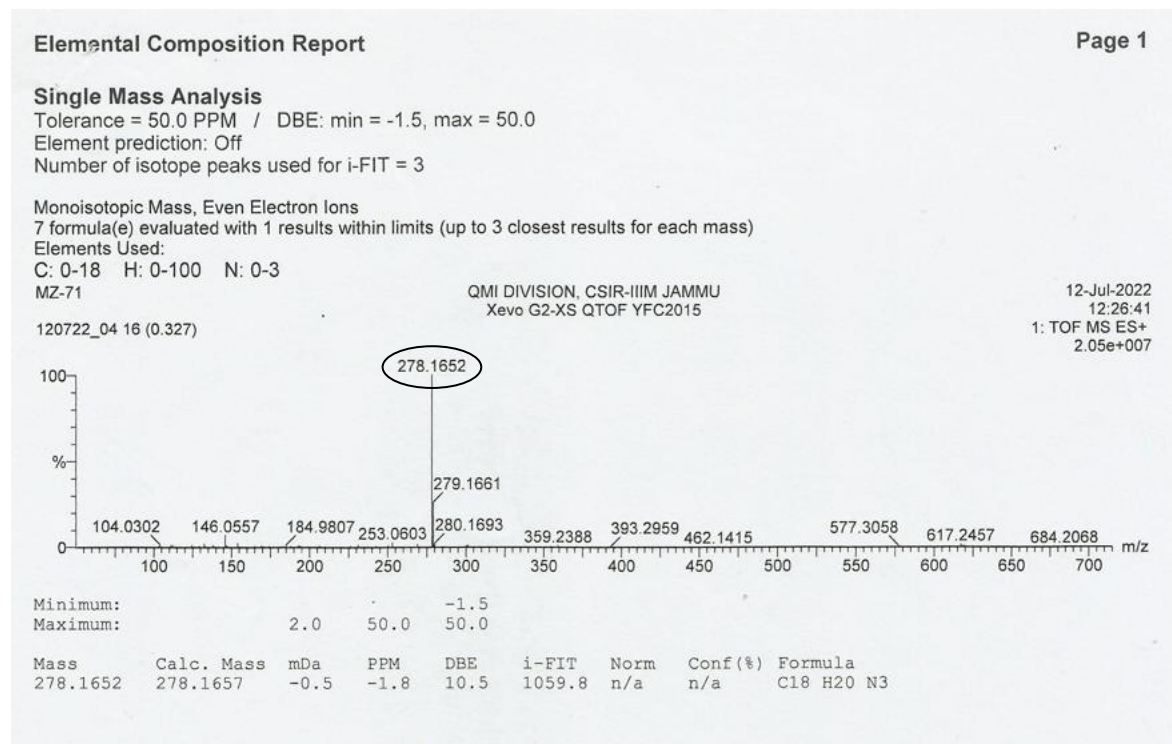 Elemental Composition Report Page 1
Single Mass Analysis
Tolerance = 50.0 PPM / DBE: min = -1.5, max = 50.0
Element prediction: Off
Number of isotope peaks used for i-FIT = 3
Monoisotopic Mass, Even Electron Ions
7 formula(e) evaluated with 1 results within limits (up to 3 closest results for each mass)
Elements Used:
C: 0-18 H: 0-100 N: 0-3
MZ-71 QMI DIVISION, CSIR-IIIM JAMMU 12-Jul-2022
Xevo G2-XS QTOF YFC2015 12:26:41
120722_04 16 (0.327) 1: TOF MS ES+
2.05e+007
278.1652
100
%
279.1661
104.0302 146.0557 184.9807 253.0603 280.1693 359.2388 393.2959 462.1415 577.3058 617.2457 684.2068
0 m/z
100 150 200 250 300 350 400 450 500 550 600 650 700
Minimum: -1.5
Maximum: 2.0 50.0 50.0
Mass Calc. Mass mDa PPM DBE i-FIT Norm Conf(%) Formula
278.1652 278.1657 -0.5 -1.8 10.5 1059.8 n/a n/a C18 H20 N3